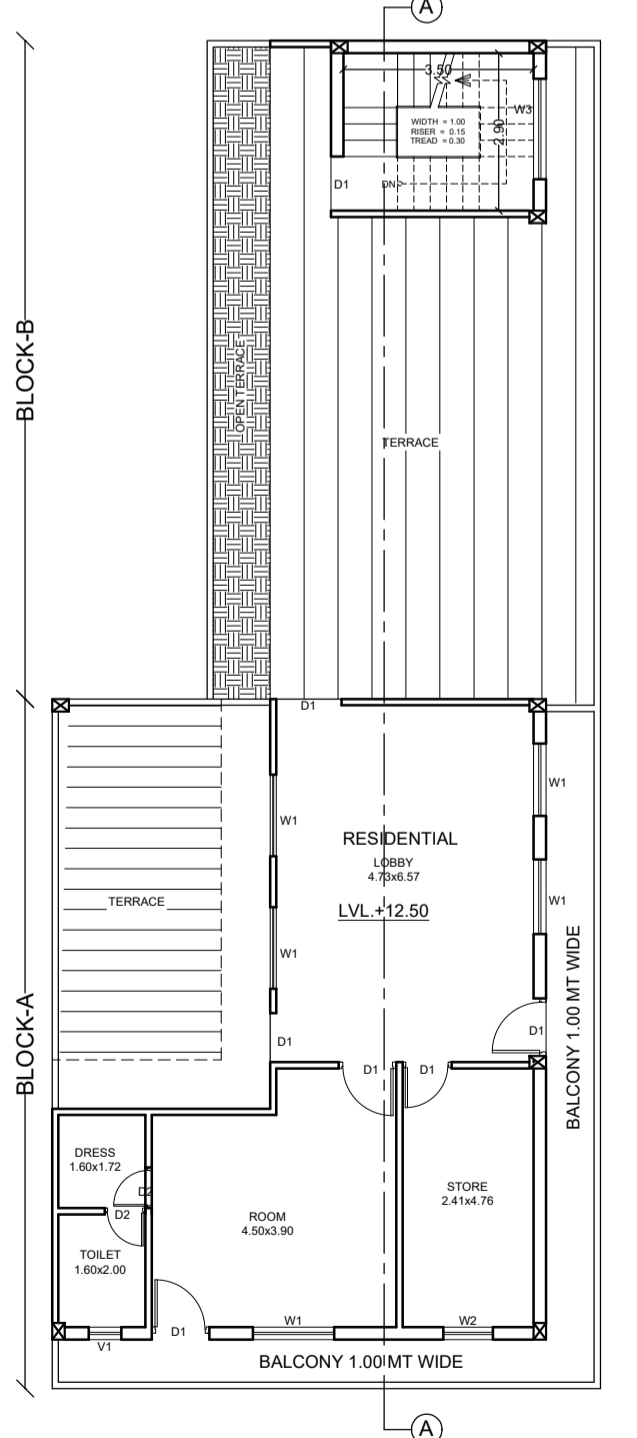 A
3.50
W3
WIDTH = 1.00
RISER = 0.15
TREAD = 0.30
2.90
D1
DN
BLOCK-B
OPEN TERRACE
TERRACE
D1
W1
W1
RESIDENTIAL
LOBBY
4.73x6.57
TERRACE
W1
LVL.+12.50
W1
BLOCK-A
BALCONY 1.00 MT WIDE
D1
D1
D1
D1
DRESS
1.60x1.72
D2
D2
STORE
2.41x4.76
ROOM
4.50x3.90
TOILET
1.60x2.00
V1
D1
W1
W2
BALCONY 1.00 MT WIDE
A